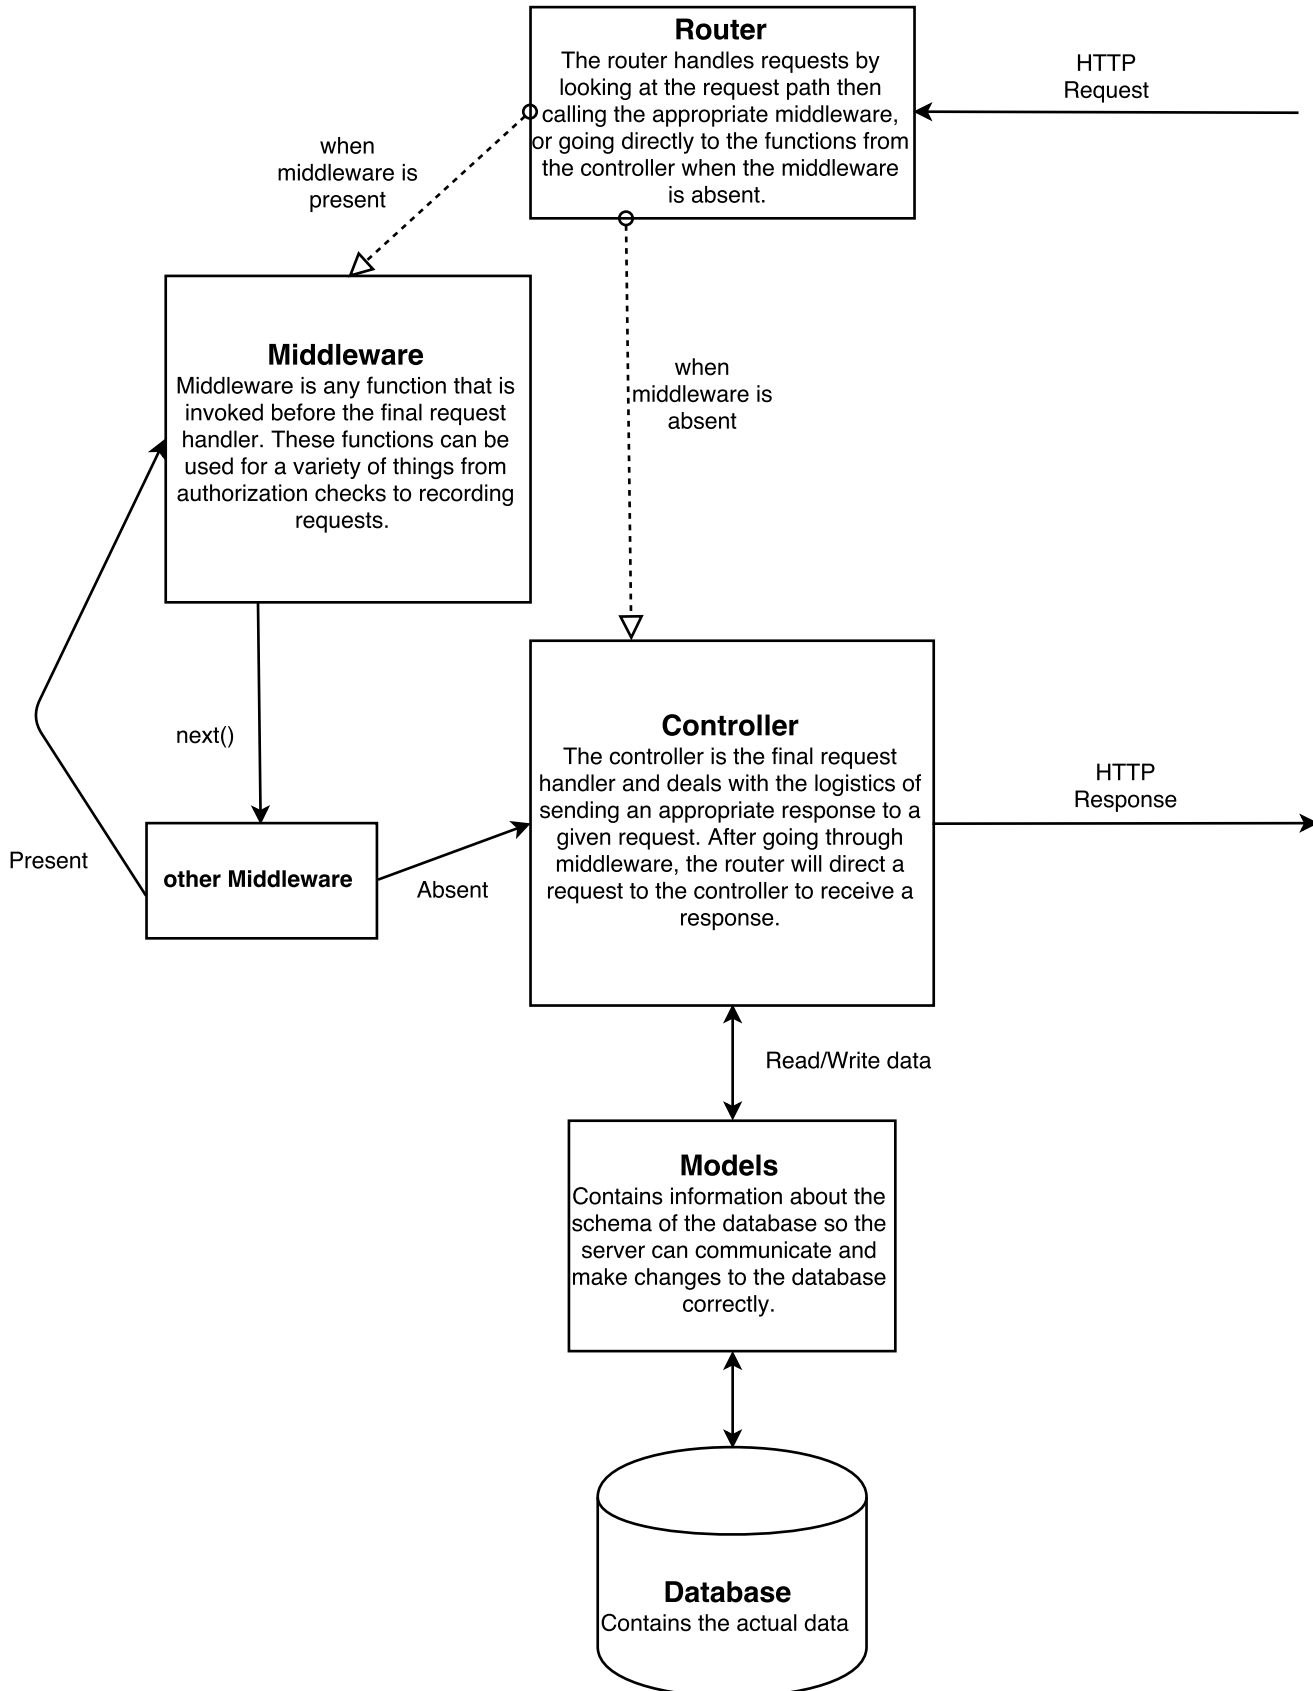 Router
The router handles requests by
looking at the request path then
calling the appropriate middleware,
or going directly to the functions from
the controller when the middleware
is absent.
HTTP
Request
when
middleware is
present
Middleware
Middleware is any function that is
invoked before the final request
handler. These functions can be
used for a variety of things from
authorization checks to recording
requests.
when
middleware is
absent
next()
Present
other Middleware
Absent
Controller
The controller is the final request
handler and deals with the logistics of
sending an appropriate response to a
given request. After going through
middleware, the router will direct a
request to the controller to receive a
response.
HTTP
Response
Read/Write data
Models
Contains information about the
schema of the database so the
server can communicate and
make changes to the database
correctly.
Database
Contains the actual data